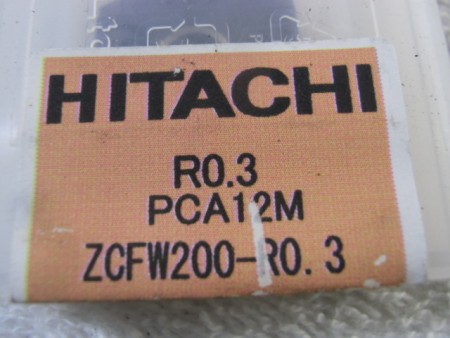 HITACHI
R0.3
PCA12M
ZCFW200-R0.3